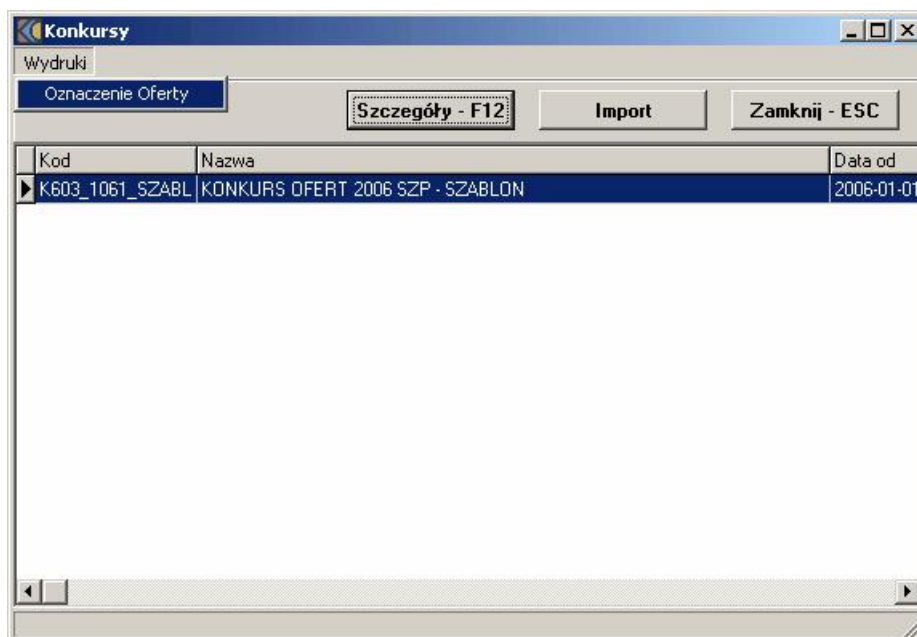 Konkursy
Wydruki
Oznaczenie Oferty
Szczegóły - F12 Import Zamknij - ESC
Kod Nazwa Data od
K603_1061_SZABL KONKURS OFERT 2006 SZP - SZABLON 2006-01-01